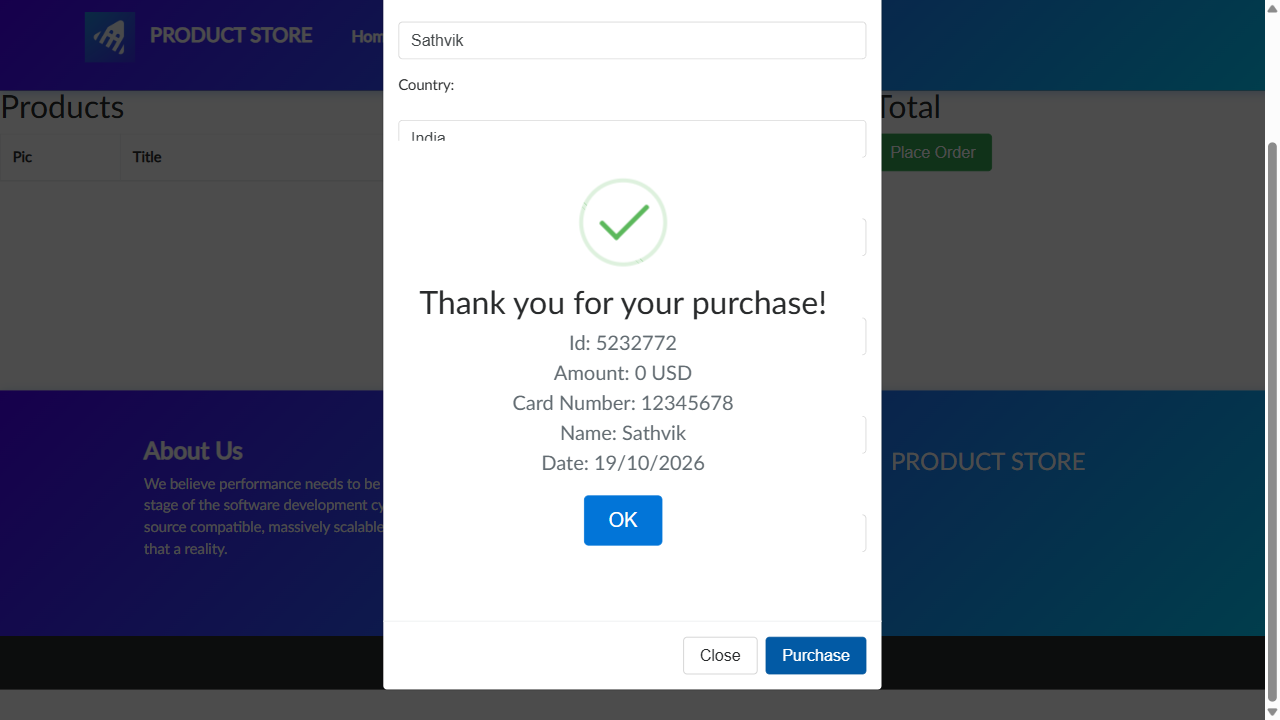 PRODUCT STORE
Hom
Sathvik
Country:
India
Products
Total
Pic
Title
Place Order
Thank you for your purchase!
Id: 5232772
Amount: 0 USD
Card Number: 12345678
Name: Sathvik
Date: 19/10/2026
OK
About Us
We believe performance needs to be
stage of the software development cy
source compatible, massively scalable
that a reality.
PRODUCT STORE
Close
Purchase